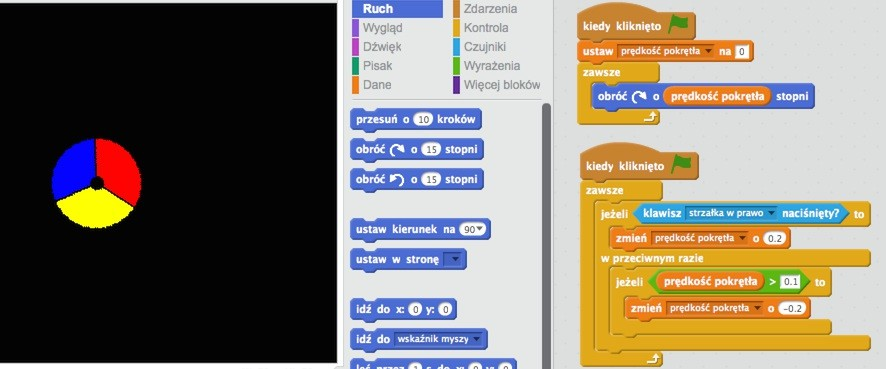 Ruch
Wygląd
Dźwięk
Pisak
Dane
Zdarzenia
Kontrola
Czujniki
Wyrażenia
Więcej bloków
przesuń o 10 kroków
obróć o 15 stopni
obróć o 15 stopni
ustaw kierunek na 90
ustaw w stronę
idź do x: 0 y: 0
idź do wskaźnik myszy
kiedy kliknięto
ustaw prędkość pokrętła na 0
zawsze
obróć o prędkość pokrętła stopni
kiedy kliknięto
zawsze
jeżeli klawisz strzałka w prawo naciśnięty? to
zmień prędkość pokrętła o 0.2
w przeciwnym razie
jeżeli prędkość pokrętła > 0.1 to
zmień prędkość pokrętła o -0.2